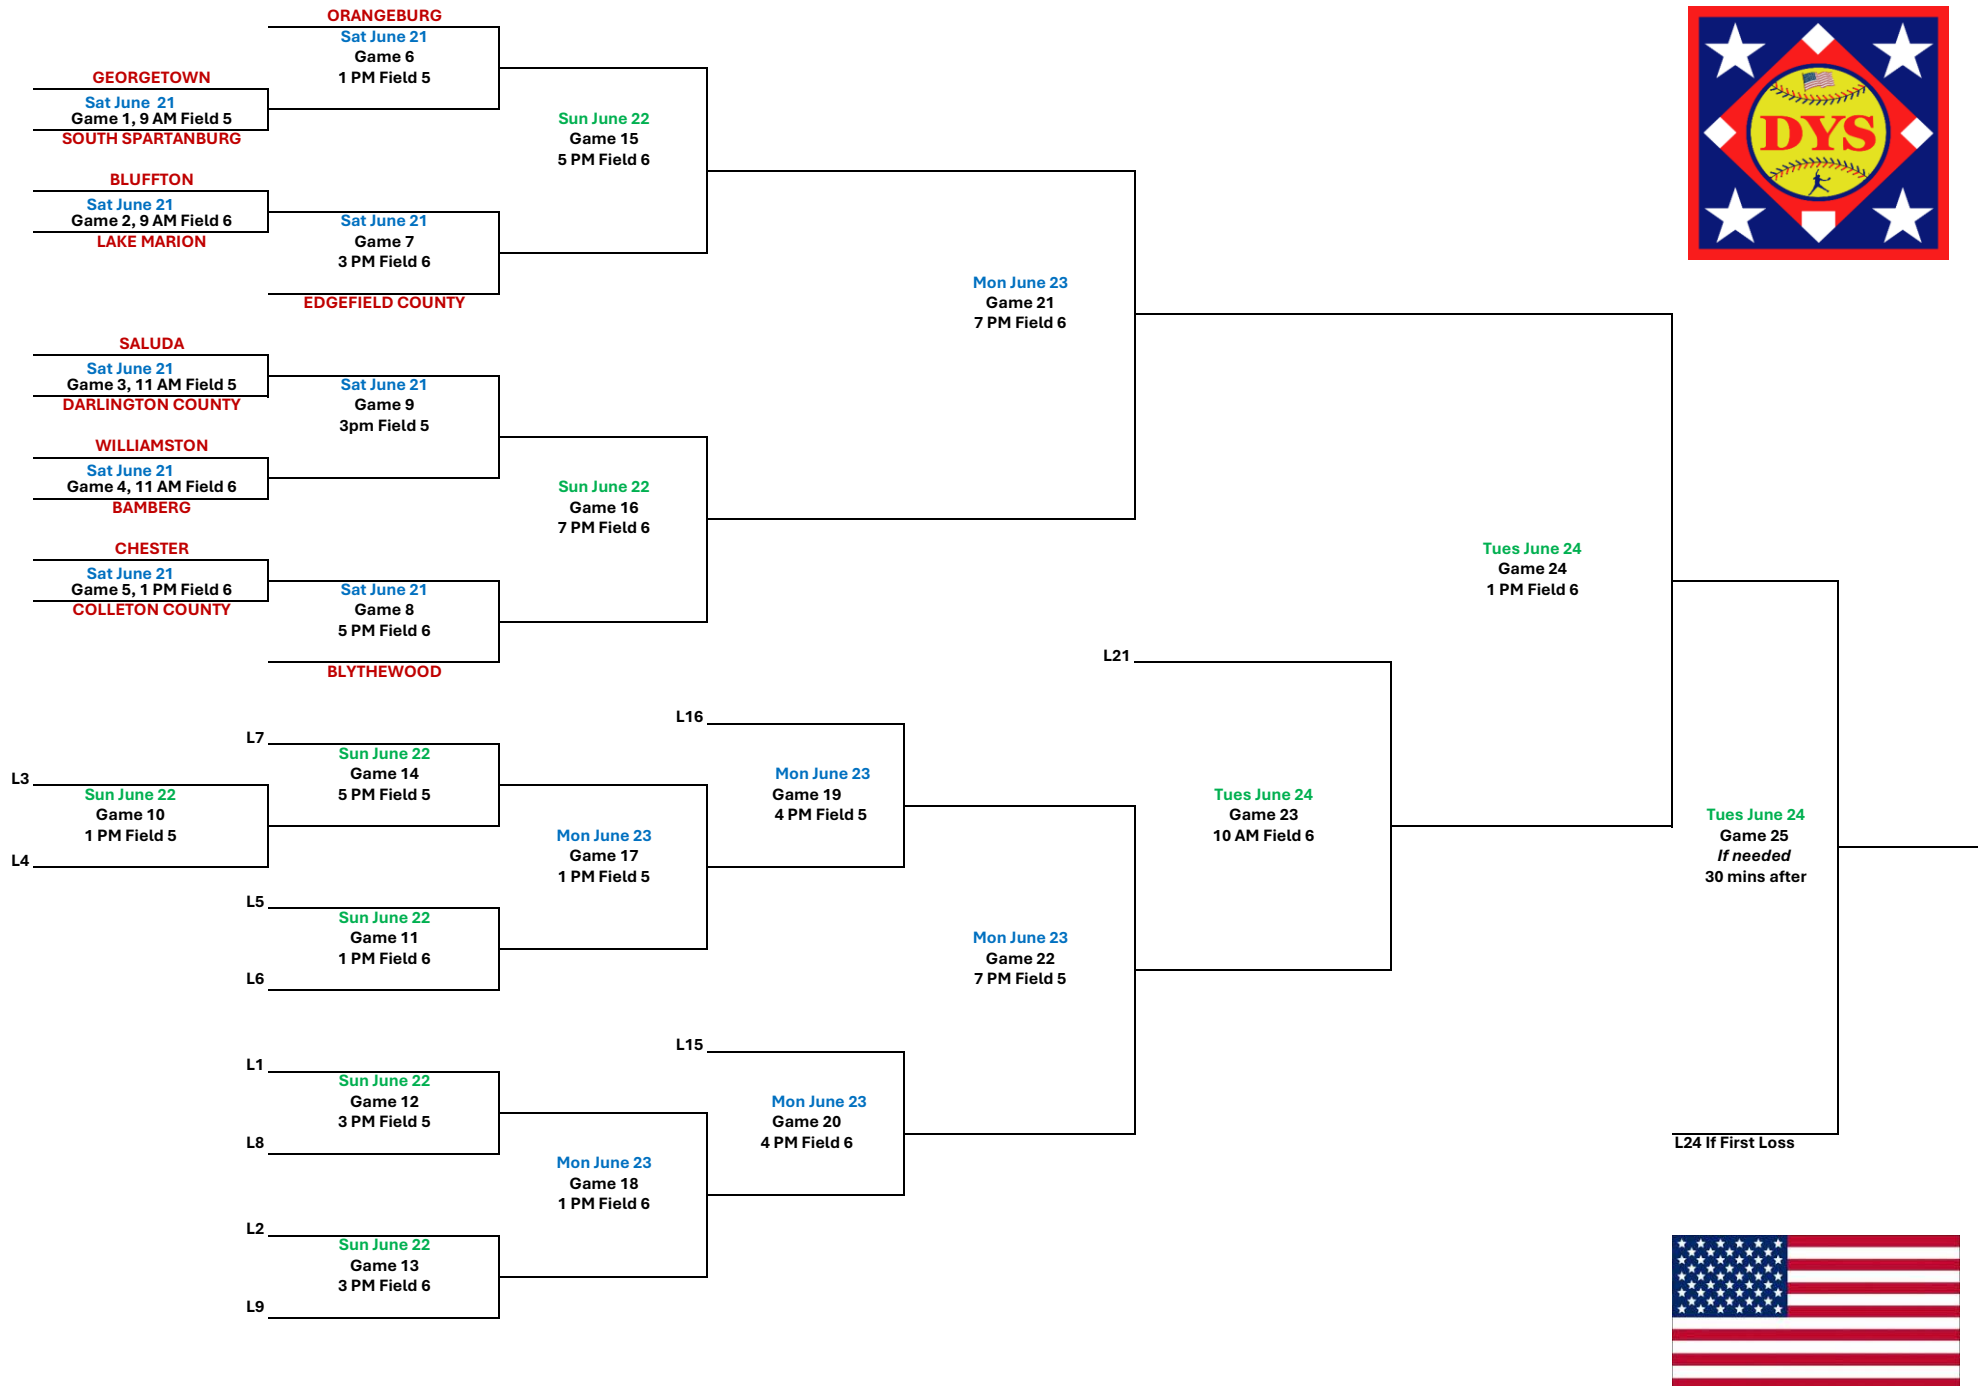 ORANGEBURG
Sat June 21
Game 6
1 PM Field 5
GEORGETOWN
Sat June  21
Game 1, 9 AM Field 5
SOUTH SPARTANBURG
Sun June 22
Game 15
5 PM Field 6
DYS
BLUFFTON
Sat June 21
Game 2, 9 AM Field 6
LAKE MARION
Sat June 21
Game 7
3 PM Field 6
EDGEFIELD COUNTY
Mon June 23
Game 21
7 PM Field 6
SALUDA
Sat June 21
Game 3, 11 AM Field 5
DARLINGTON COUNTY
Sat June 21
Game 9
3pm Field 5
WILLIAMSTON
Sat June 21
Game 4, 11 AM Field 6
BAMBERG
Sun June 22
Game 16
7 PM Field 6
CHESTER
Sat June 21
Game 5, 1 PM Field 6
COLLETON COUNTY
Sat June 21
Game 8
5 PM Field 6
BLYTHEWOOD
Tues June 24
Game 24
1 PM Field 6
L21
L16
L7
Sun June 22
Game 14
5 PM Field 5
L3
Sun June 22
Game 10
1 PM Field 5
L4
Mon June 23
Game 19
4 PM Field 5
Tues June 24
Game 23
10 AM Field 6
Tues June 24
Game 25
If needed
30 mins after
Mon June 23
Game 17
1 PM Field 5
L5
Sun June 22
Game 11
1 PM Field 6
L6
Mon June 23
Game 22
7 PM Field 5
L15
L1
Sun June 22
Game 12
3 PM Field 5
L8
Mon June 23
Game 20
4 PM Field 6
L24 If First Loss
Mon June 23
Game 18
1 PM Field 6
L2
Sun June 22
Game 13
3 PM Field 6
L9